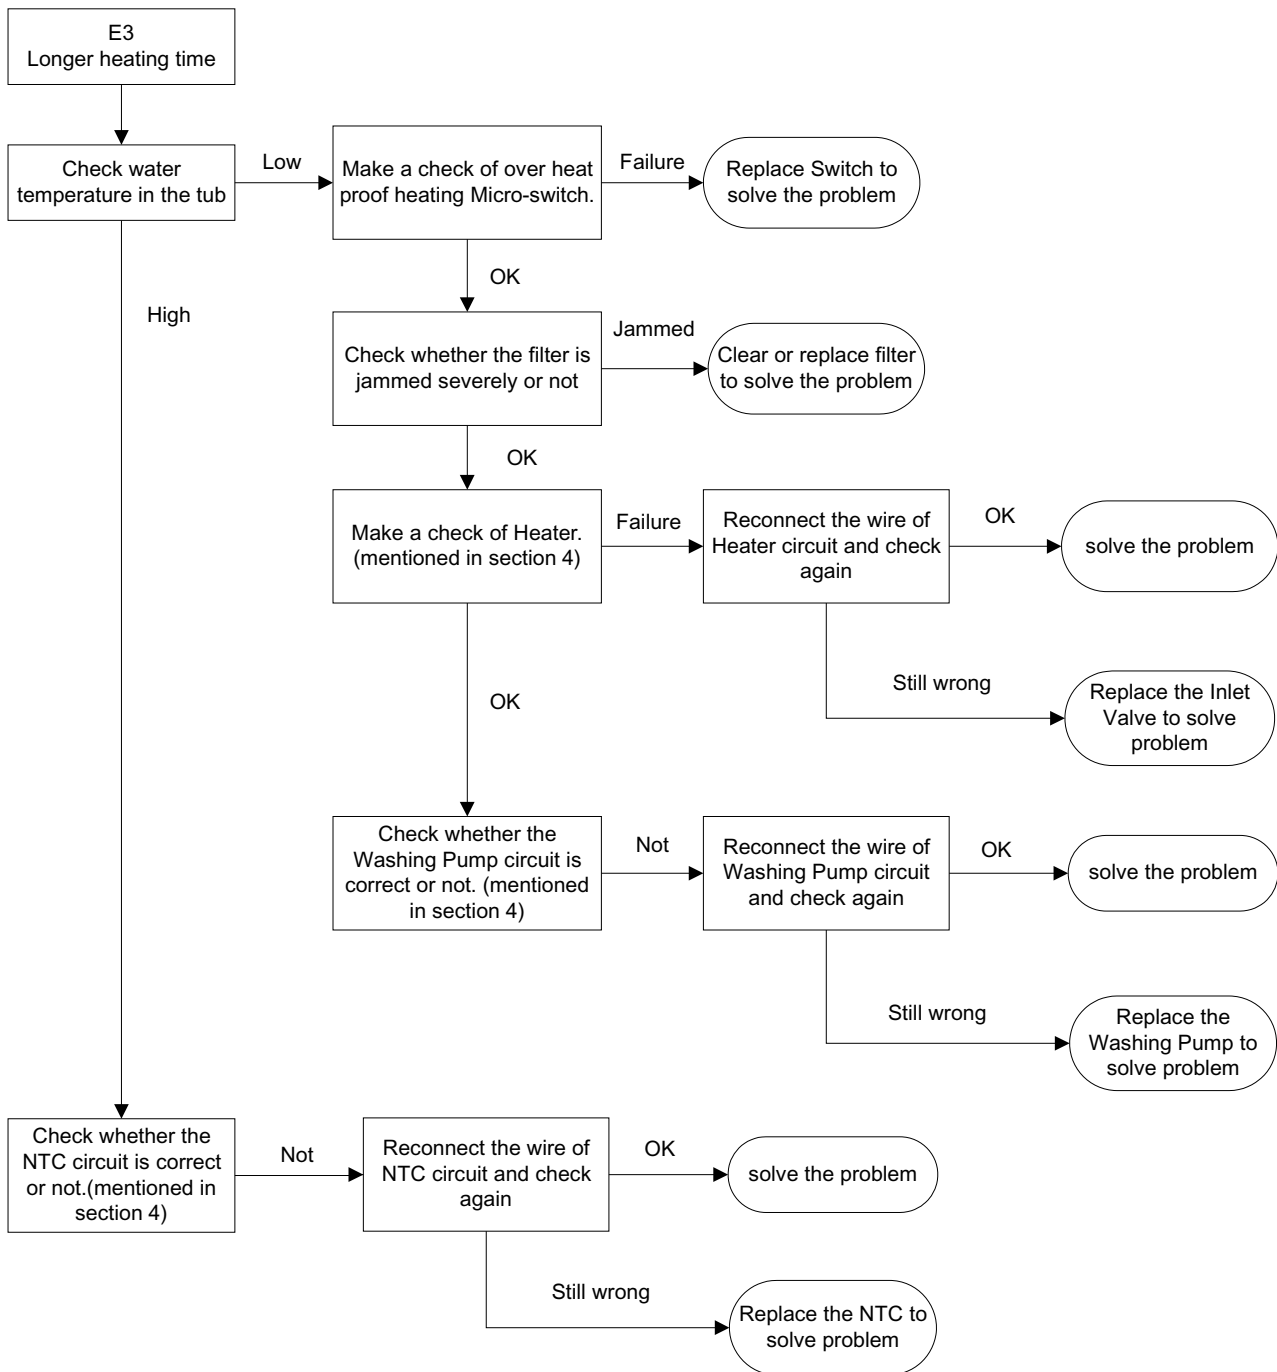 E3
Longer heating time
Check water
temperature in the tub
Low
Make a check of over heat
proof heating Micro-switch.
Failure
Replace Switch to
solve the problem
OK
High
Check whether the filter is
jammed severely or not
Jammed
Clear or replace filter
to solve the problem
OK
Make a check of Heater.
(mentioned in section 4)
Failure
Reconnect the wire of
Heater circuit and check
again
OK
solve the problem
Still wrong
Replace the Inlet
Valve to solve
problem
OK
Check whether the
Washing Pump circuit is
correct or not. (mentioned
in section 4)
Not
Reconnect the wire of
Washing Pump circuit
and check again
OK
solve the problem
Still wrong
Replace the
Washing Pump to
solve problem
Check whether the
NTC circuit is correct
or not.(mentioned in
section 4)
Not
Reconnect the wire of
NTC circuit and check
again
OK
solve the problem
Still wrong
Replace the NTC to
solve problem